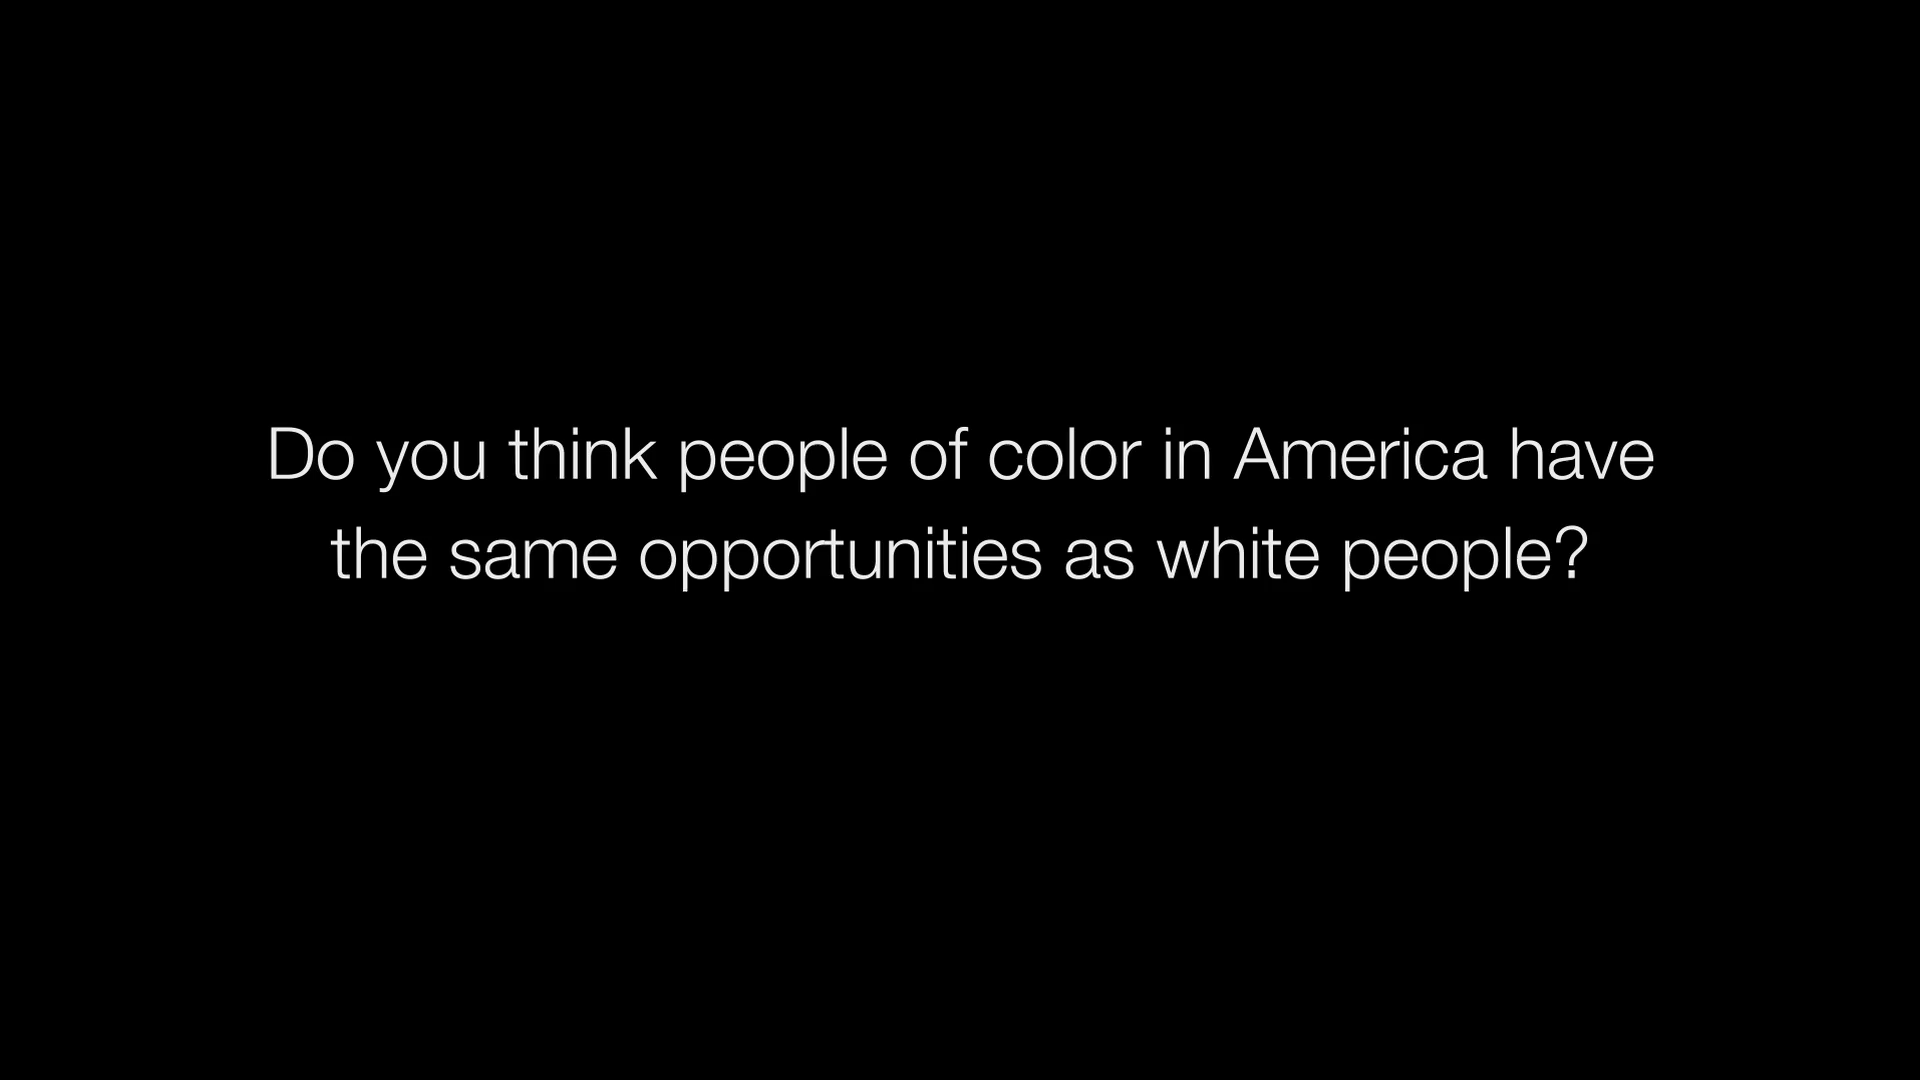 Do you think people of color in America have
the same opportunities as white people?